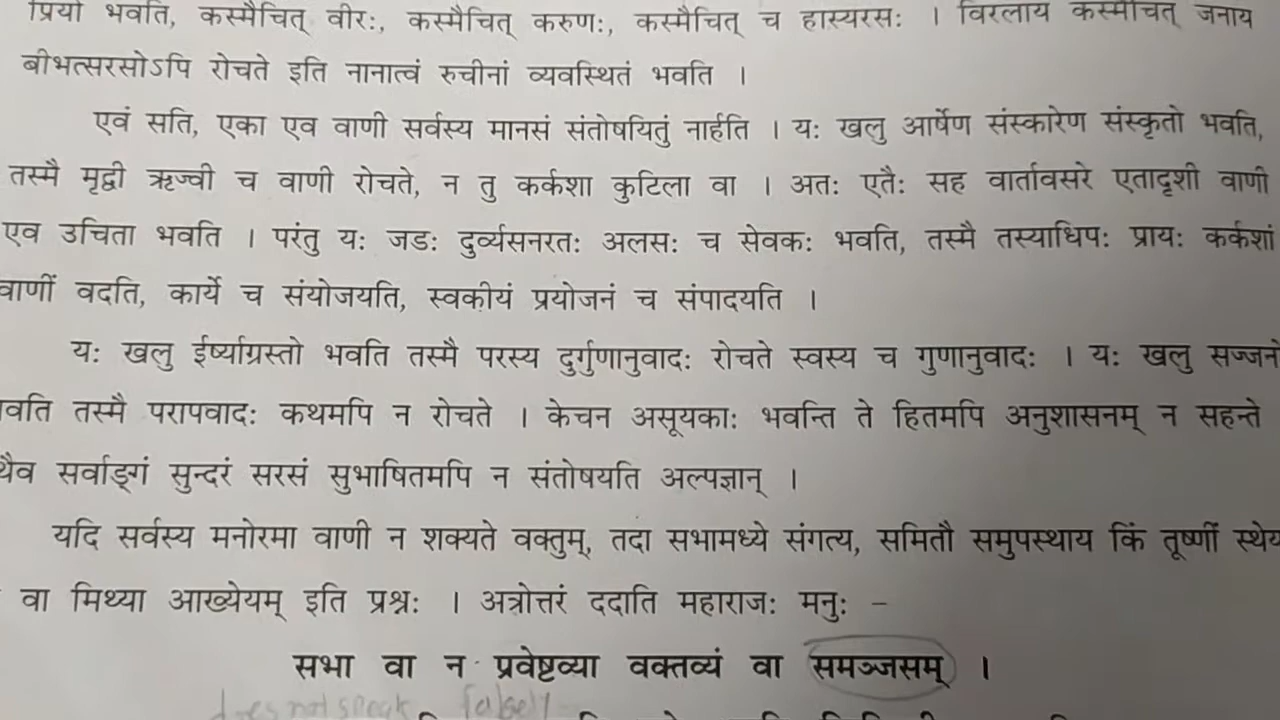 प्रियो भवति, कस्मैचित् वीरः, कस्मैचित् करुणः, कस्मैचित् च हास्यरसः । विरलाय कस्मैचित् जनाय
बीभत्सरसोऽपि रोचते इति नानात्वं रुचीनां व्यवस्थितं भवति ।
एवं सति, एका एव वाणी सर्वस्य मानसं संतोषयितुं नार्हति । यः खलु आर्षेण संस्कारेण संस्कृतो भवति,
तस्मै मृद्वी ऋज्वी च वाणी रोचते, न तु कर्कशा कुटिला वा । अतः एतैः सह वार्तावसरे एतादृशी वाणी
एव उचिता भवति । परंतु यः जडः दुर्व्यसनरतः अलसः च सेवकः भवति, तस्मै तस्याधिपः प्रायः कर्कशां
वाणीं वदति, कार्ये च संयोजयति, स्वकीयं प्रयोजनं च संपादयति ।
यः खलु ईर्ष्याग्रस्तो भवति तस्मै परस्य दुर्गुणानुवादः रोचते स्वस्य च गुणानुवादः । यः खलु सज्जनो
वति तस्मै परापवादः कथमपि न रोचते । केचन असूयकाः भवन्ति ते हितमपि अनुशासनम् न सहन्ते
थैव सर्वाङ्गं सुन्दरं सरसं सुभाषितमपि न संतोषयति अल्पज्ञान् ।
यदि सर्वस्य मनोरमा वाणी न शक्यते वक्तुम्, तदा सभामध्ये संगत्य, समितौ समुपस्थाय किं तूष्णीं स्थेय
वा मिथ्या आख्येयम् इति प्रश्नः । अत्रोत्तरं ददाति महाराजः मनुः –
सभा वा न प्रवेष्टव्या वक्तव्यं वा समञ्जसम् ।
does not speak falsely